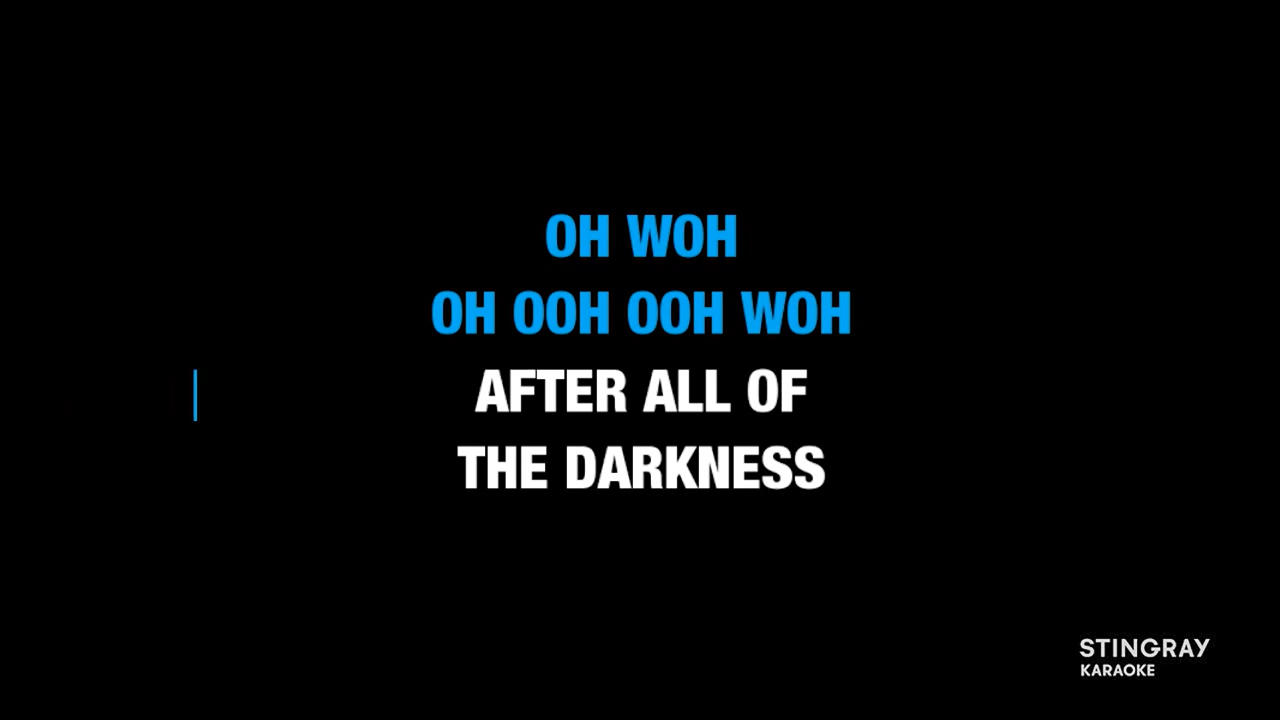 OH WOH
OH OOH OOH WOH
AFTER ALL OF
THE DARKNESS
STINGRAY
KARAOKE